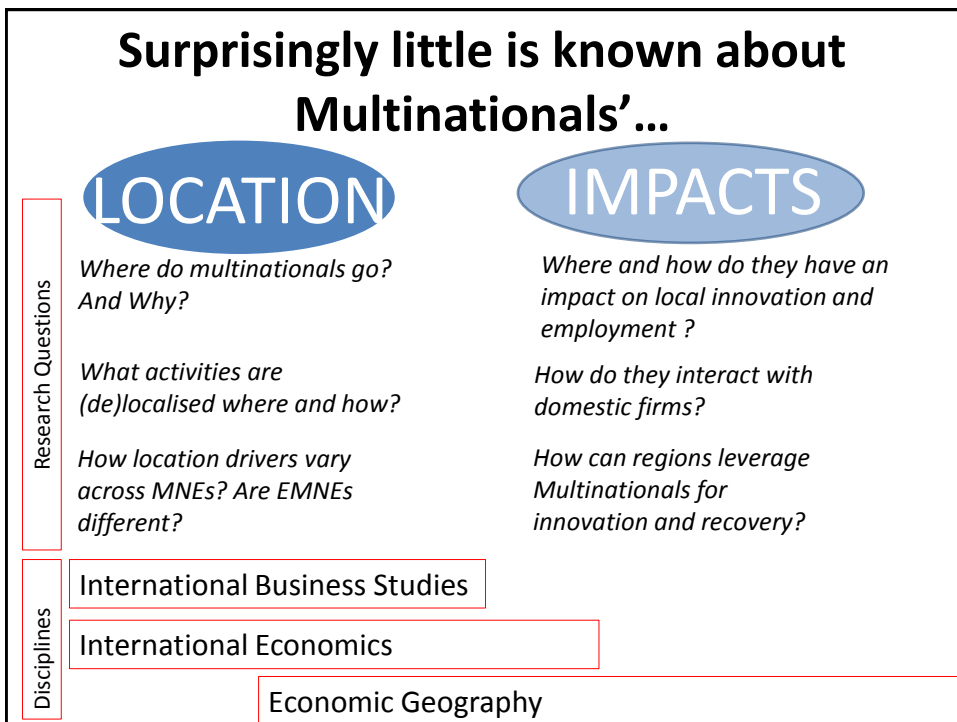 Surprisingly little is known about
Multinationals’…
LOCATION
IMPACTS
Research Questions
Where do multinationals go?
And Why?
What activities are
(de)localised where and how?
How location drivers vary
across MNEs? Are EMNEs
different?
Where and how do they have an
impact on local innovation and
employment ?
How do they interact with
domestic firms?
How can regions leverage
Multinationals for
innovation and recovery?
Disciplines
International Business Studies
International Economics
Economic Geography